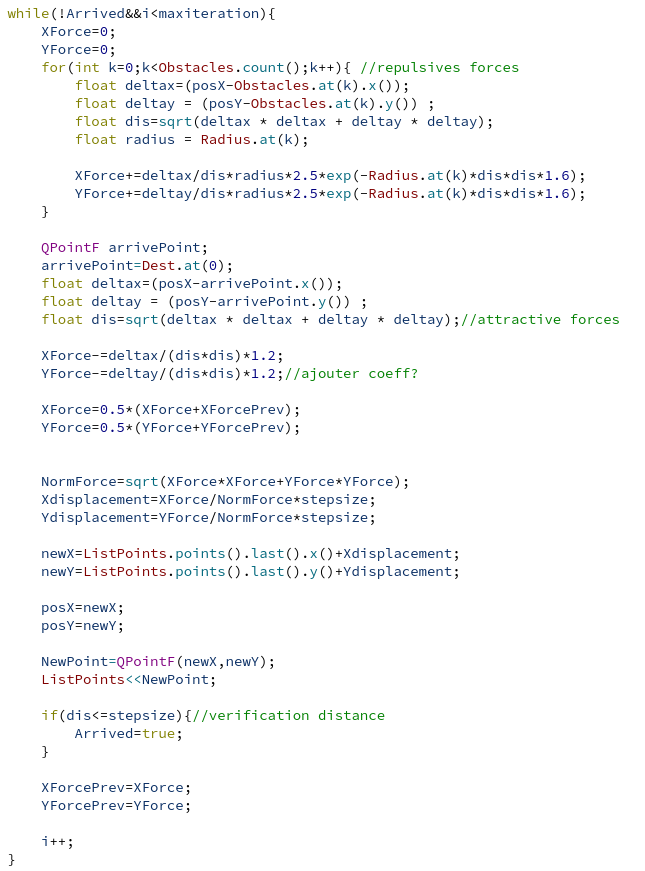 while(!Arrived&&i<maxiteration){
    XForce=0;
    YForce=0;
    for(int k=0;k<Obstacles.count();k++){ //repulsives forces
        float deltax=(posX-Obstacles.at(k).x());
        float deltay = (posY-Obstacles.at(k).y()) ;
        float dis=sqrt(deltax * deltax + deltay * deltay);
        float radius = Radius.at(k);

        XForce+=deltax/dis*radius*2.5*exp(-Radius.at(k)*dis*dis*1.6);
        YForce+=deltay/dis*radius*2.5*exp(-Radius.at(k)*dis*dis*1.6);
    }

    QPointF arrivePoint;
    arrivePoint=Dest.at(0);
    float deltax=(posX-arrivePoint.x());
    float deltay = (posY-arrivePoint.y()) ;
    float dis=sqrt(deltax * deltax + deltay * deltay);//attractive forces

    XForce-=deltax/(dis*dis)*1.2;
    YForce-=deltay/(dis*dis)*1.2;//ajouter coeff?

    XForce=0.5*(XForce+XForcePrev);
    YForce=0.5*(YForce+YForcePrev);


    NormForce=sqrt(XForce*XForce+YForce*YForce);
    Xdisplacement=XForce/NormForce*stepsize;
    Ydisplacement=YForce/NormForce*stepsize;

    newX=ListPoints.points().last().x()+Xdisplacement;
    newY=ListPoints.points().last().y()+Ydisplacement;

    posX=newX;
    posY=newY;

    NewPoint=QPointF(newX,newY);
    ListPoints<<NewPoint;

    if(dis<=stepsize){//verification distance
        Arrived=true;
    }

    XForcePrev=XForce;
    YForcePrev=YForce;

    i++;
}